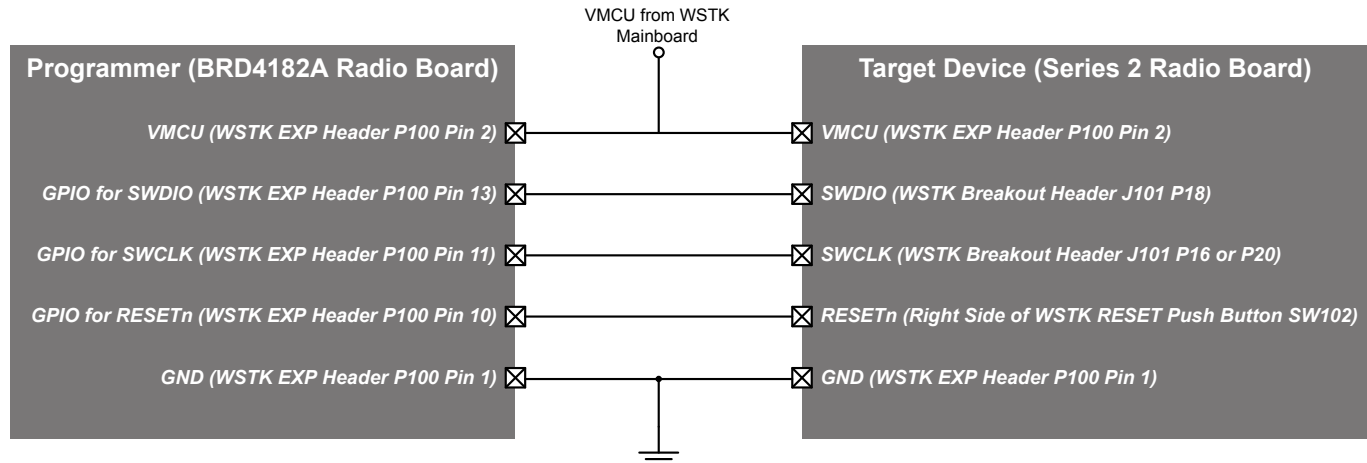 VMCU from WSTK
Mainboard
Programmer (BRD4182A Radio Board)
Target Device (Series 2 Radio Board)
VMCU (WSTK EXP Header P100 Pin 2)
VMCU (WSTK EXP Header P100 Pin 2)
GPIO for SWDIO (WSTK EXP Header P100 Pin 13)
SWDIO (WSTK Breakout Header J101 P18)
GPIO for SWCLK (WSTK EXP Header P100 Pin 11)
SWCLK (WSTK Breakout Header J101 P16 or P20)
GPIO for RESETn (WSTK EXP Header P100 Pin 10)
RESETn (Right Side of WSTK RESET Push Button SW102)
GND (WSTK EXP Header P100 Pin 1)
GND (WSTK EXP Header P100 Pin 1)